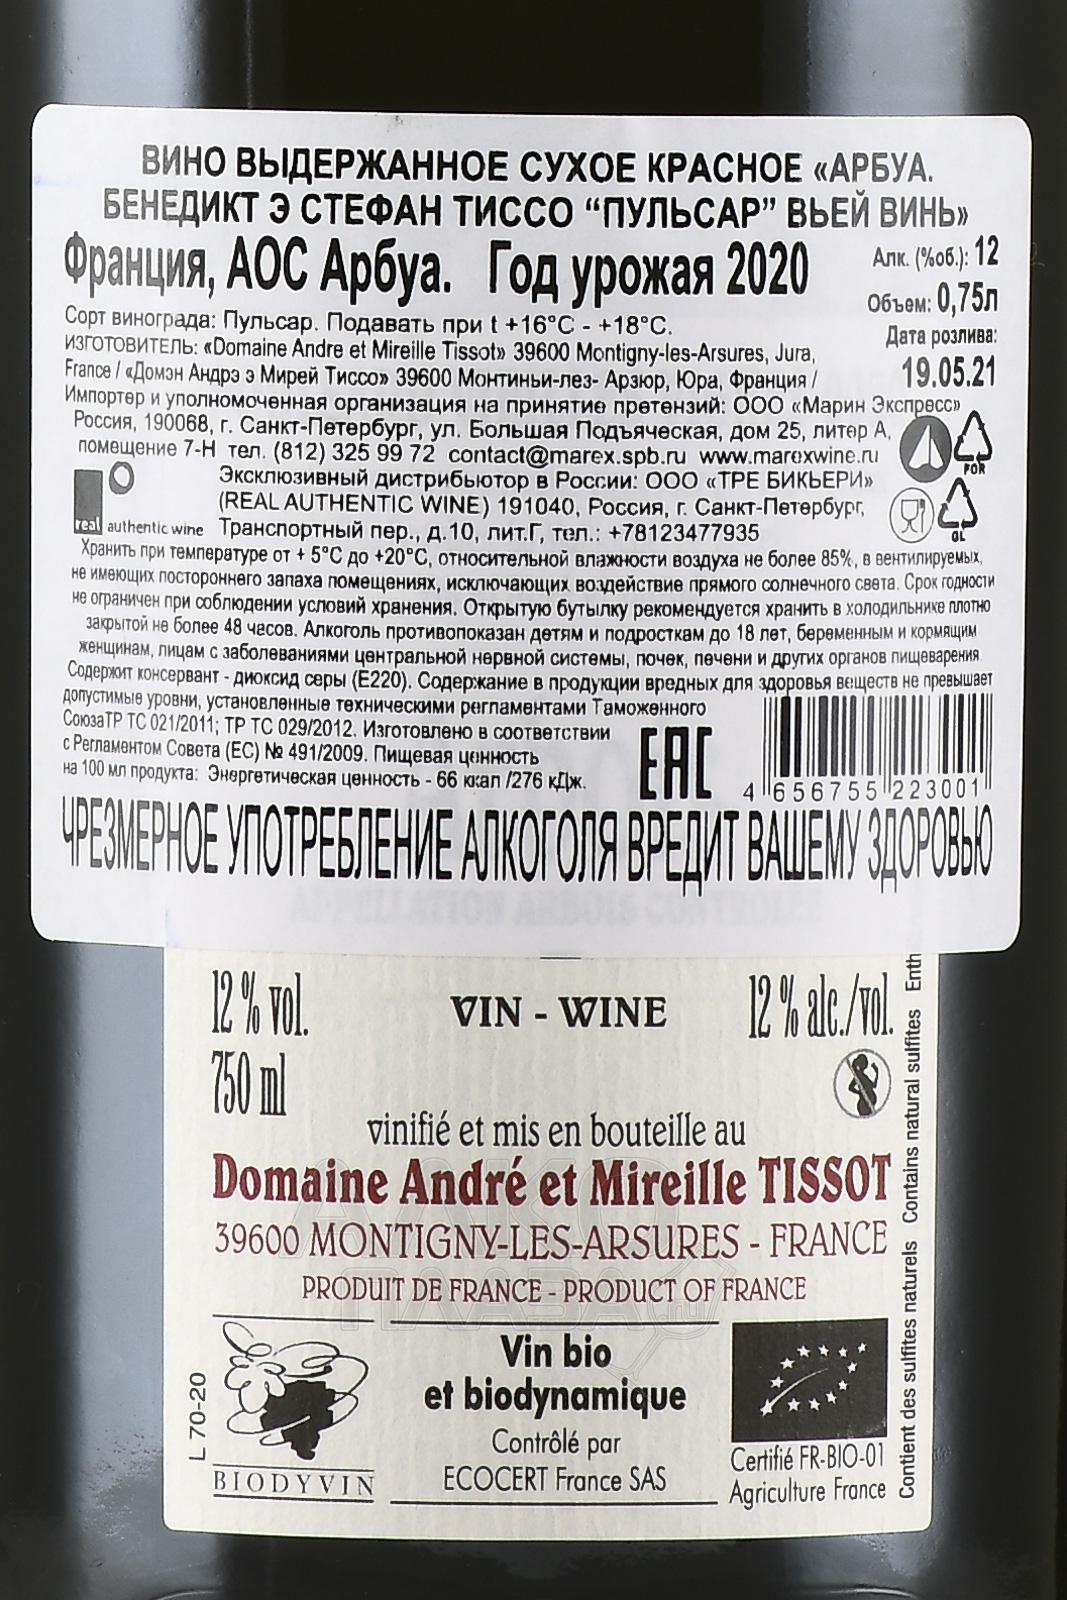 ВИНО ВЫДЕРЖАННОЕ СУХОЕ КРАСНОЕ «АРБУА.
БЕНЕДИКТ Э СТЕФАН ТИССО “ПУЛЬСАР” ВЬЕЙ ВИНЬ»
Франция, АОС Арбуа. Год урожая 2020
Алк. (%об.): 12
Объем: 0,75л
Дата розлива:
19.05.21
Сорт винограда: Пульсар. Подавать при t +16°C - +18°C.
ИЗГОТОВИТЕЛЬ: «Domaine Andre et Mireille Tissot» 39600 Montigny-les-Arsures, Jura,
France / «Домэн Андрэ э Мирей Тиссо» 39600 Монтиньи-лез- Арзюр, Юра, Франция /
Импортер и уполномоченная организация на принятие претензий: ООО «Марин Экспресс»
Россия, 190068, г. Санкт-Петербург, ул. Большая Подъяческая, дом 25, литер А,
помещение 7-Н тел. (812) 325 99 72 contact@marex.spb.ru www.marexwine.ru
FOR
Эксклюзивный дистрибьютор в России: ООО «ТРЕ БИКЬЕРИ»
(REAL AUTHENTIC WINE) 191040, Россия, г. Санкт-Петербург,
real authentic wine Транспортный пер., д.10, лит.Г, тел.: +78123477935
GL
Хранить при температуре от + 5°C до +20°C, относительной влажности воздуха не более 85%, в вентилируемых,
не имеющих постороннего запаха помещениях, исключающих воздействие прямого солнечного света. Срок годности
не ограничен при соблюдении условий хранения. Открытую бутылку рекомендуется хранить в холодильнике плотно
закрытой не более 48 часов. Алкоголь противопоказан детям и подросткам до 18 лет, беременным и кормящим
женщинам, лицам с заболеваниями центральной нервной системы, почек, печени и других органов пищеварения.
Содержит консервант - диоксид серы (E220). Содержание в продукции вредных для здоровья веществ не превышает
допустимые уровни, установленные техническими регламентами Таможенного
СоюзаТР ТС 021/2011; ТР ТС 029/2012. Изготовлено в соответствии
с Регламентом Совета (ЕС) № 491/2009. Пищевая ценность
на 100 мл продукта: Энергетическая ценность - 66 ккал /276 кДж.
EAC
4 656755 223001
ЧРЕЗМЕРНОЕ УПОТРЕБЛЕНИЕ АЛКОГОЛЯ ВРЕДИТ ВАШЕМУ ЗДОРОВЬЮ
APPELLATION ARBOIS CONTROLÉE
12 % vol.
VIN - WINE
12 % alc./vol.
750 ml
vinifié et mis en bouteille au
Domaine André et Mireille TISSOT
39600 MONTIGNY-LES-ARSURES - FRANCE
PRODUIT DE FRANCE - PRODUCT OF FRANCE
L 70-20
BIODYVIN
Vin bio
et biodynamique
Contrôlé par
ECOCERT France SAS
Certifié FR-BIO-01
Agriculture France
Contient des sulfites naturels Contains natural sulfites Enth